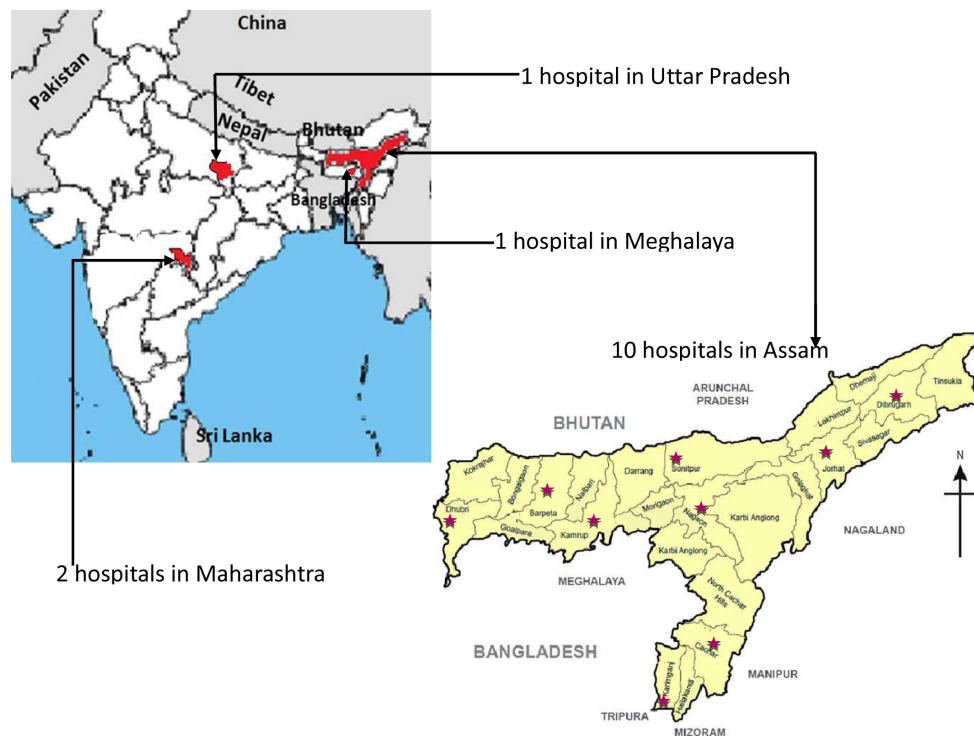 China
Pakistan
Tibet
Nepal
Bhutan
Bangladesh
Sri Lanka
1 hospital in Uttar Pradesh
1 hospital in Meghalaya
10 hospitals in Assam
2 hospitals in Maharashtra
ARUNCHAL
PRADESH
BHUTAN
Dhemaji
Tinsukia
Dibrugarh
Lakhimpur
Sivasagar
Jorhat
Golaghat
Sonitpur
Darrang
Kokrajhar
Bongaigaon
Nalbari
Barpeta
Dhubri
Goalpara
Kamrup
Morigaon
Nagaon
Karbi Anglong
Karbi Anglong
N
NAGALAND
MEGHALAYA
North Cachar
Hills
BANGLADESH
Cachar
MANIPUR
Karimganj
Hailakandi
TRIPURA
MIZORAM